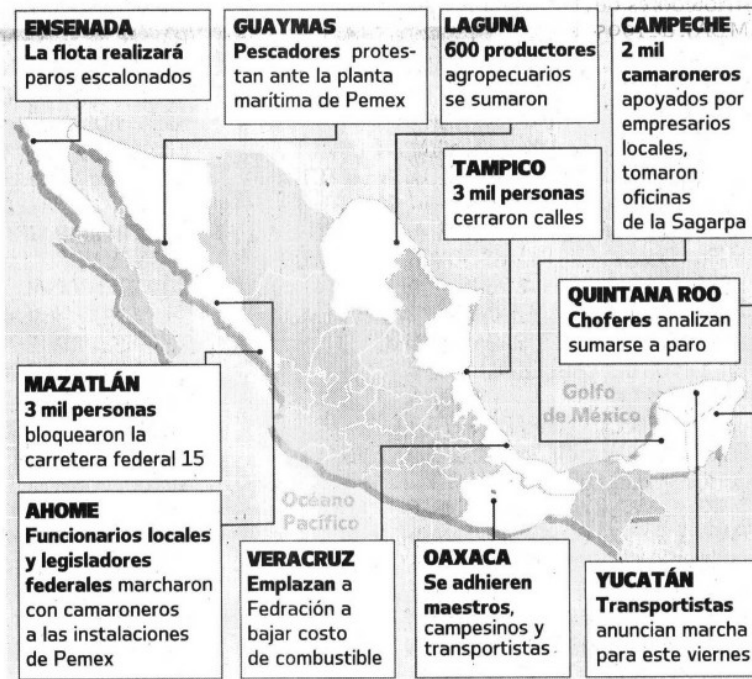 ENSENADA
La flota realizará
paros escalonados
GUAYMAS
Pescadores protes-
tan ante la planta
marítima de Pemex
LAGUNA
600 productores
agropecuarios
se sumaron
CAMPECHE
2 mil
camaroneros
apoyados por
empresarios
locales,
tomaron
oficinas
de la Sagarpa
TAMPICO
3 mil personas
cerraron calles
QUINTANA ROO
Choferes analizan
sumarse a paro
Golfo
de México
MAZATLÁN
3 mil personas
bloquearon la
carretera federal 15
Océano
Pacífico
AHOME
Funcionarios locales
y legisladores
federales marcharon
con camaroneros
a las instalaciones
de Pemex
VERACRUZ
Emplazan a
Fedración a
bajar costo
de combustible
OAXACA
Se adhieren
maestros,
campesinos y
transportistas
YUCATÁN
Transportistas
anuncian marcha
para este viernes